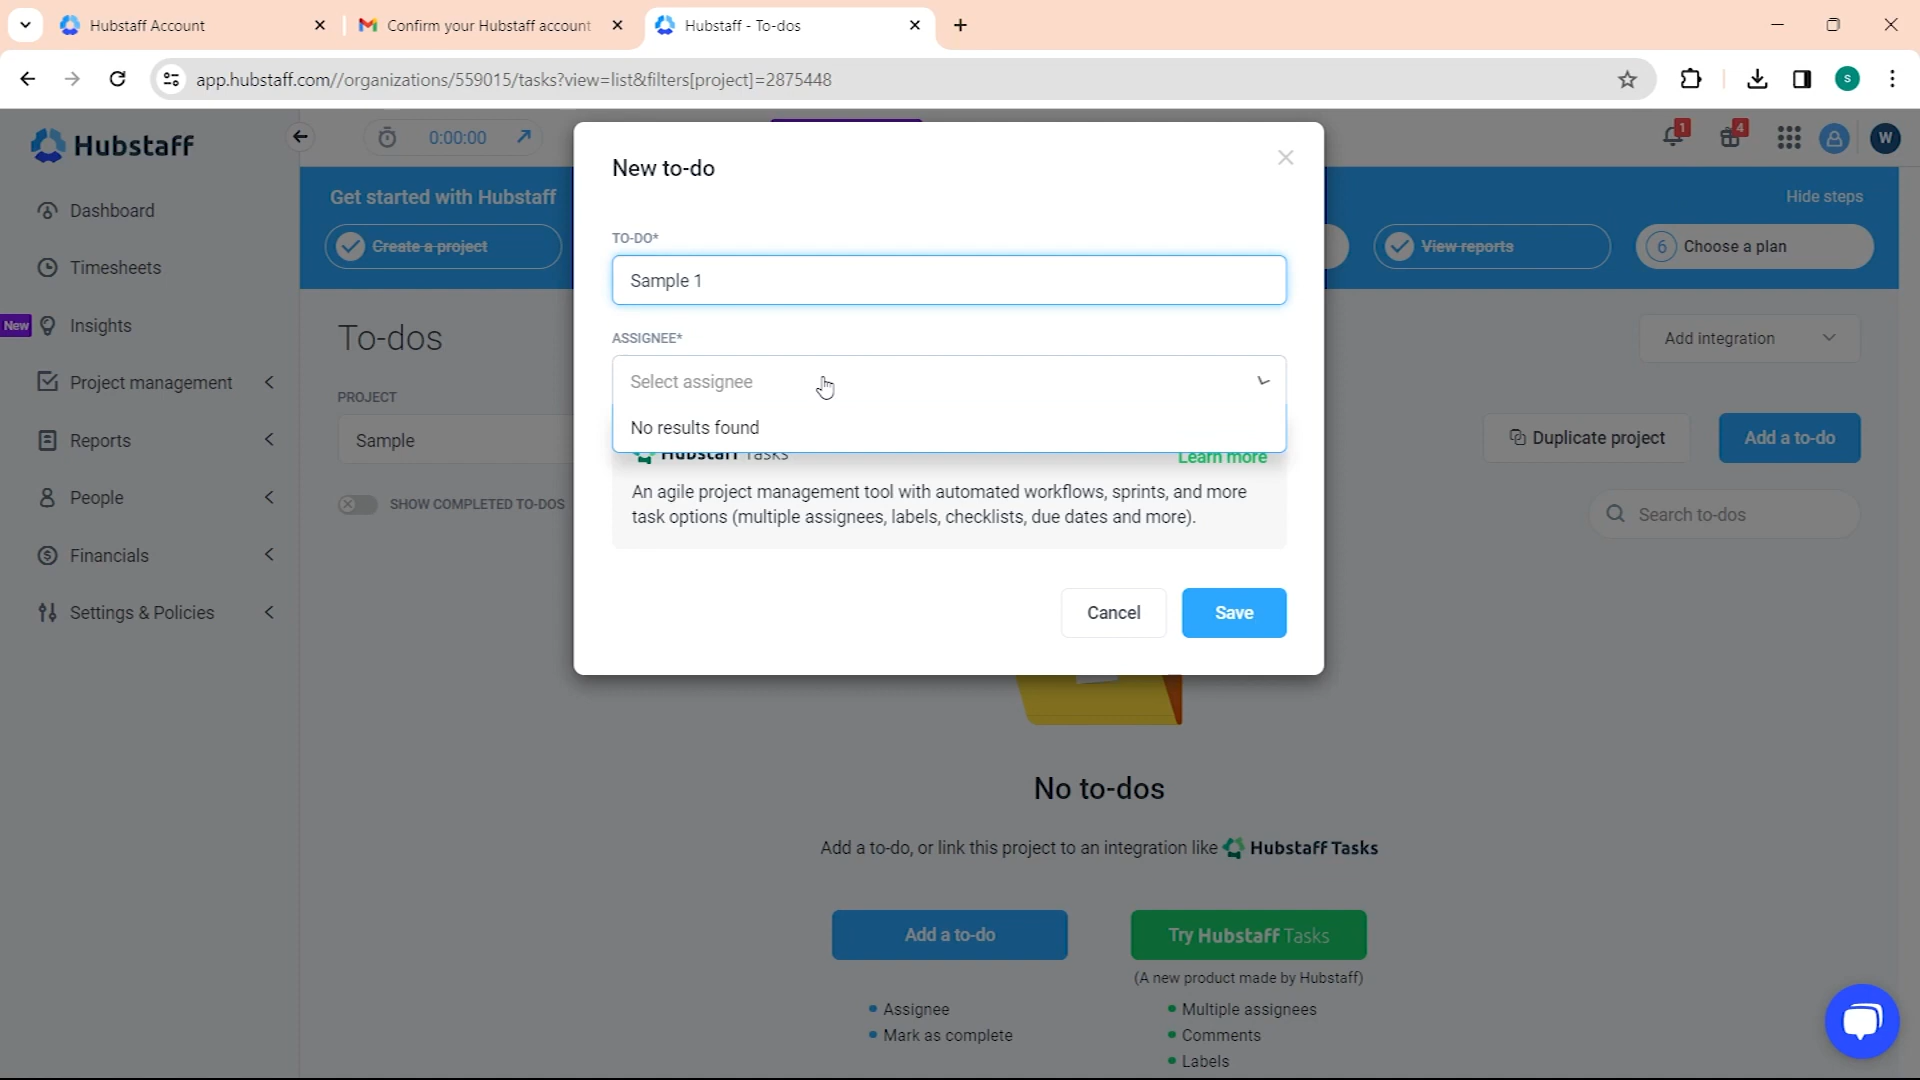 Hubstaff Account
Confirm your Hubstaff account
Hubstaff - To-dos
app.hubstaff.com//organizations/559015/tasks?view=list&filters[project]=2875448
S
Hubstaff
0:00:00
1
4
W
Get started with Hubstaff
Hide steps
Create a project
View reports
6 Choose a plan
Dashboard
Timesheets
New Insights
Project management
Reports
People
Financials
Settings & Policies
To-dos
Add integration
PROJECT
Sample
Duplicate project
Add a to-do
SHOW COMPLETED TO-DOS
Search to-dos
New to-do
TO-DO*
Sample 1
ASSIGNEE*
Select assignee
No results found
Hubstaff Tasks
Learn more
An agile project management tool with automated workflows, sprints, and more
task options (multiple assignees, labels, checklists, due dates and more).
Cancel
Save
No to-dos
Add a to-do, or link this project to an integration like Hubstaff Tasks
Add a to-do
Try Hubstaff Tasks
(A new product made by Hubstaff)
Assignee
Mark as complete
Multiple assignees
Comments
Labels